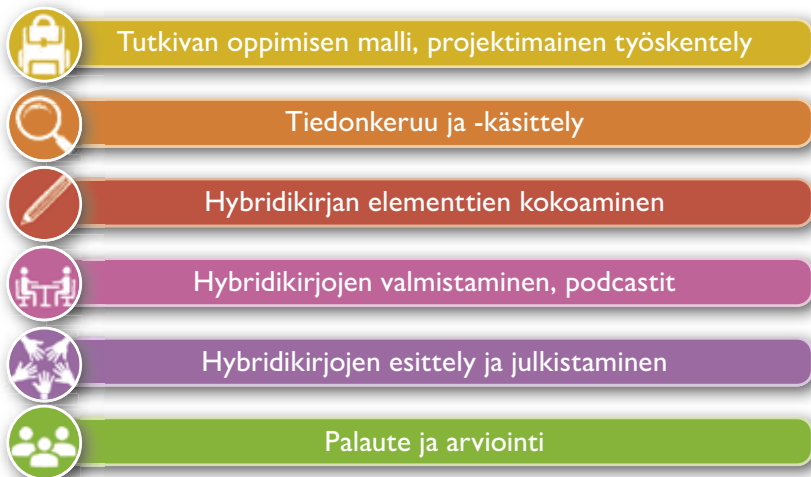 Tutkivan oppimisen malli, projektimainen työskentely
Tiedonkeruu ja -käsittely
Hybridikirjan elementtien kokoaminen
Hybridikirjojen valmistaminen, podcastit
Hybridikirjojen esittely ja julkistaminen
Palaute ja arviointi